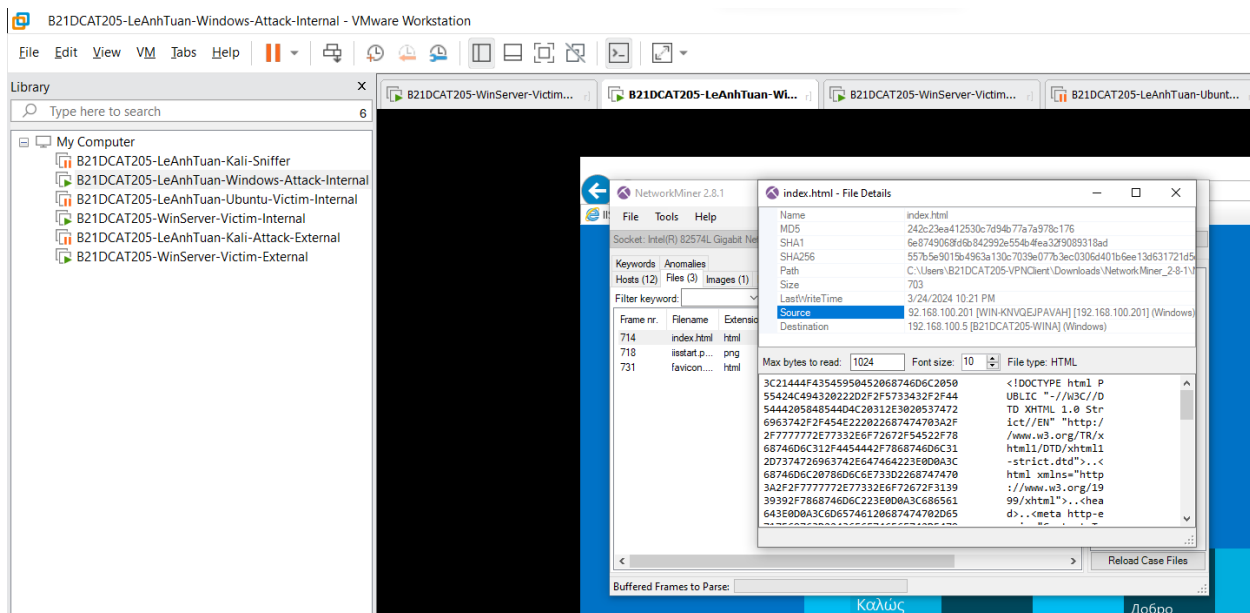 B21DCAT205-LeAnhTuan-Windows-Attack-Internal - VMware Workstation
File Edit View VM Tabs Help
Library x
Type here to search 6
My Computer
B21DCAT205-LeAnhTuan-Kali-Sniffer
B21DCAT205-LeAnhTuan-Windows-Attack-Internal
B21DCAT205-LeAnhTuan-Ubuntu-Victim-Internal
B21DCAT205-WinServer-Victim-Internal
B21DCAT205-LeAnhTuan-Kali-Attack-External
B21DCAT205-WinServer-Victim-External
B21DCAT205-WinServer-Victim... B21DCAT205-LeAnhTuan-Wi... B21DCAT205-WinServer-Victim... B21DCAT205-LeAnhTuan-Ubunt...
NetworkMiner 2.8.1
File Tools Help
Socket: Intel(R) 82574L Gigabit Net
Keywords Anomalies
Hosts (12) Files (3) Images (1)
Filter keyword:
Frame nr. Filename Extensio
714 index.html html
718 iisstart.p... png
731 favicon.... html
Buffered Frames to Parse:
Reload Case Files
index.html - File Details
Name index.html
MD5 242c23ea412530c7d94b77a7a978c176
SHA1 6e8749068fd6b842992e554b4fea32f9089318ad
SHA256 557b5e9015b4963a130c7039e077b3ec0306d401b6ee13d631721d5
Path C:\Users\B21DCAT205-VPNClient\Downloads\NetworkMiner_2-8-1\
Size 703
LastWriteTime 3/24/2024 10:21 PM
Source 92.168.100.201 [WIN-KNVQEJPAVAH] [192.168.100.201] (Windows)
Destination 192.168.100.5 [B21DCAT205-WINA] (Windows)
Max bytes to read: 1024 Font size: 10 File type: HTML
3C21444F43545950452068746D6C2050 <!DOCTYPE html P
55424C494320222D2F2F5733432F2F44 UBLIC "-//W3C//D
5444205848544D4C20312E3020537472 TD XHTML 1.0 Str
6963742F2F454E222022687474703A2F ict//EN" "http:/
2F7777772E77332E6F72672F54522F78 /www.w3.org/TR/x
68746D6C312F4454442F7868746D6C31 html1/DTD/xhtml1
2D7374726963742E647464223E0D0A3C -strict.dtd">..<
68746D6C20786D6C6E733D2268747470 html xmlns="http
3A2F2F7777772E77332E6F72672F3139 ://www.w3.org/19
39392F7868746D6C223E0D0A3C686561 99/xhtml">..<hea
643E0D0A3C6D65746120687474702D65 d>..<meta http-e
Καλώς
Добро